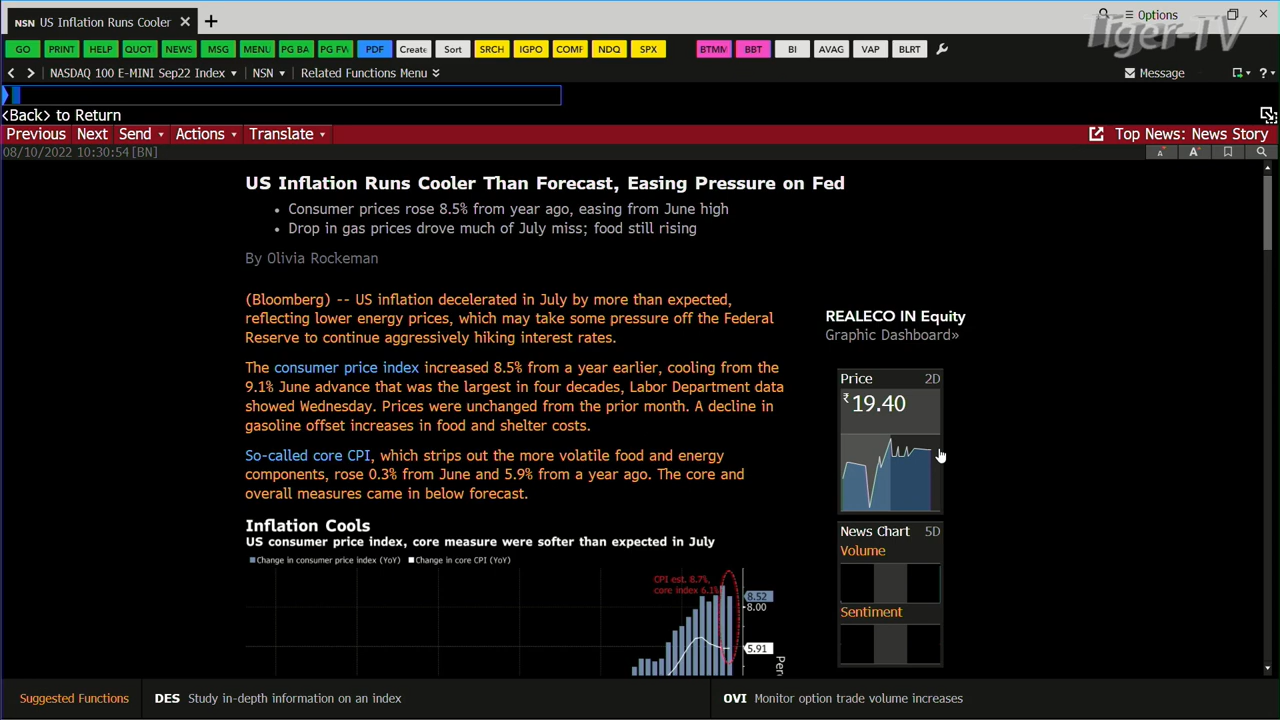 NSN US Inflation Runs Cooler
Options
Tiger-TV
GO PRINT HELP QUOT NEWS MSG MENU PG BA PG FW PDF Create Sort SRCH IGPO COMF NDQ SPX BTMM BBT BI AVAG VAP BLRT
NASDAQ 100 E-MINI Sep22 Index NSN Related Functions Menu Message ?
<Back> to Return
Previous Next Send Actions Translate Top News: News Story
08/10/2022 10:30:54 [BN] A A
US Inflation Runs Cooler Than Forecast, Easing Pressure on Fed
• Consumer prices rose 8.5% from year ago, easing from June high
• Drop in gas prices drove much of July miss; food still rising
By Olivia Rockeman
(Bloomberg) -- US inflation decelerated in July by more than expected,
reflecting lower energy prices, which may take some pressure off the Federal
Reserve to continue aggressively hiking interest rates.
The consumer price index increased 8.5% from a year earlier, cooling from the
9.1% June advance that was the largest in four decades, Labor Department data
showed Wednesday. Prices were unchanged from the prior month. A decline in
gasoline offset increases in food and shelter costs.
So-called core CPI, which strips out the more volatile food and energy
components, rose 0.3% from June and 5.9% from a year ago. The core and
overall measures came in below forecast.
Inflation Cools
US consumer price index, core measure were softer than expected in July
Change in consumer price index (YoY) Change in core CPI (YoY)
CPI est. 8.7%,
core index 6.1%
8.52
8.00
5.91
Per
REALECO IN Equity
Graphic Dashboard»
Price 2D
₹19.40
News Chart 5D
Volume
Sentiment
Suggested Functions DES Study in-depth information on an index OVI Monitor option trade volume increases